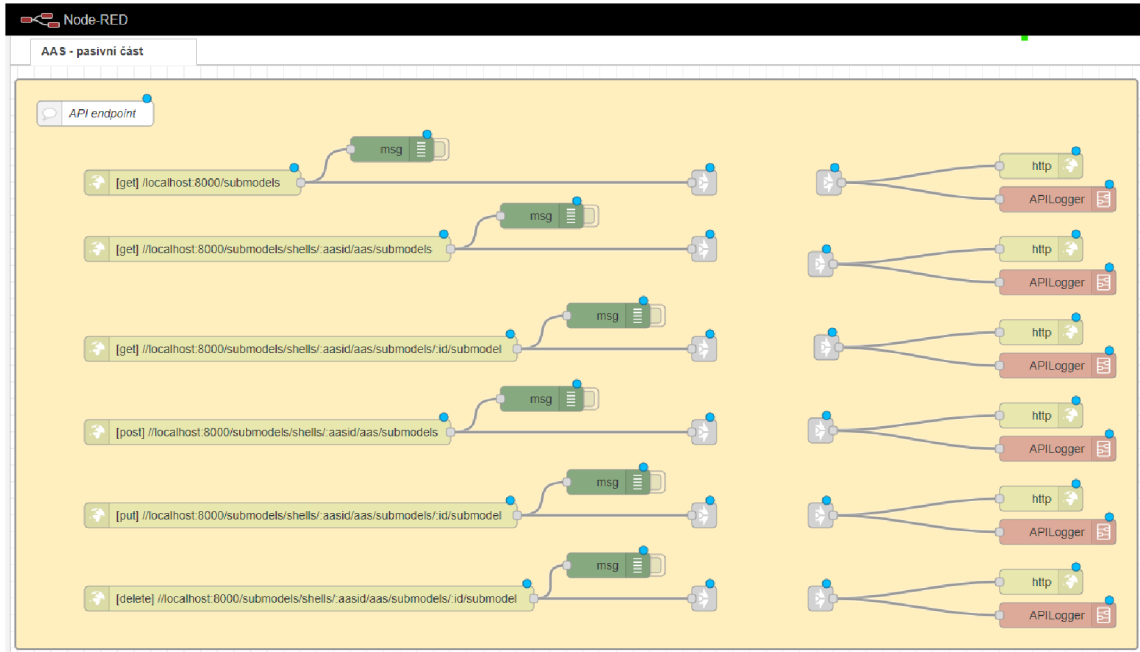 Node-RED
AAS - pasivní část
API endpoint
msg
[get] //localhost:8000/submodels
http
APILogger
msg
[get] //localhost:8000/submodels/shells/:aasid/aas/submodels
http
APILogger
msg
[get] //localhost:8000/submodels/shells/:aasid/aas/submodels/:id/submodel
http
APILogger
msg
[post] //localhost:8000/submodels/shells/:aasid/aas/submodels
http
APILogger
msg
[put] //localhost:8000/submodels/shells/:aasid/aas/submodels/:id/submodel
http
APILogger
msg
[delete] //localhost:8000/submodels/shells/:aasid/aas/submodels/:id/submodel
http
APILogger